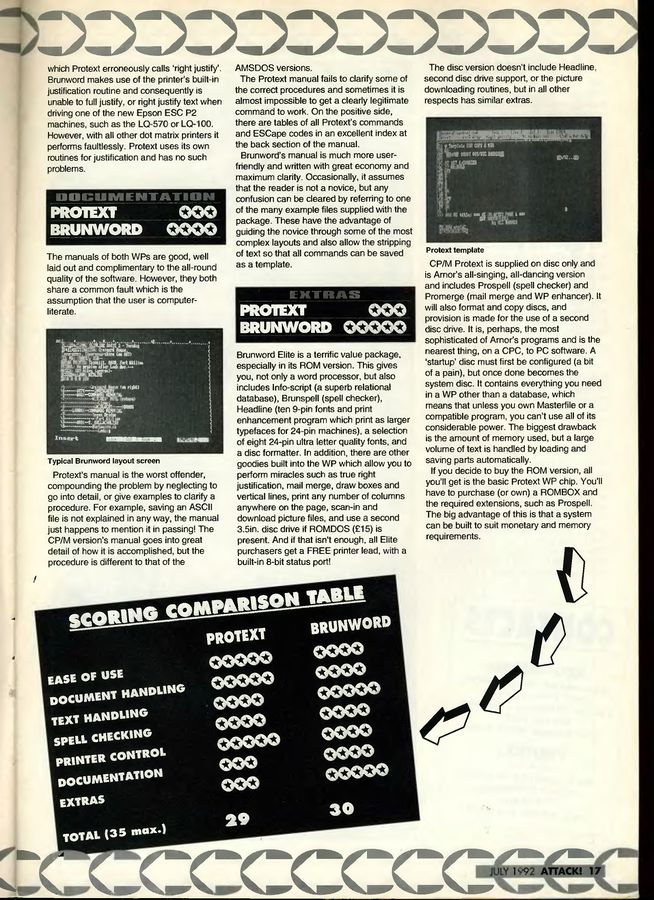 which Protext erroneously calls 'right justify'.
Brunword makes use of the printer's built-in
justification routine and consequently is
unable to full justify, or right justify text when
driving one of the new Epson ESC P2
machines, such as the LQ-570 or LQ-100.
However, with all other dot matrix printers it
performs faultlessly. Protext uses its own
routines for justification and has no such
problems.
DOCUMENTATION
PROTEXT
BRUNWORD
The manuals of both WPs are good, well
laid out and complimentary to the all-round
quality of the software. However, they both
share a common fault which is the
assumption that the user is computer-
literate.
Insert
Typical Brunword layout screen
Protext's manual is the worst offender,
compounding the problem by neglecting to
go into detail, or give examples to clarify a
procedure. For example, saving an ASCII
file is not explained in any way, the manual
just happens to mention it in passing! The
CP/M version's manual goes into great
detail of how it is accomplished, but the
procedure is different to that of the
AMSDOS versions.
The Protext manual fails to clarify some of
the correct procedures and sometimes it is
almost impossible to get a clearly legitimate
command to work. On the positive side,
there are tables of all Protext's commands
and ESCape codes in an excellent index at
the back section of the manual.
Brunword's manual is much more user-
friendly and written with great economy and
maximum clarity. Occasionally, it assumes
that the reader is not a novice, but any
confusion can be cleared by referring to one
of the many example files supplied with the
package. These have the advantage of
guiding the novice through some of the most
complex layouts and also allow the stripping
of text so that all commands can be saved
as a template.
EXTRAS
PROTEXT
BRUNWORD
Brunword Elite is a terrific value package,
especially in its ROM version. This gives
you, not only a word processor, but also
includes Info-script (a superb relational
database), Brunspell (spell checker),
Headline (ten 9-pin fonts and print
enhancement program which print as larger
typefaces for 24-pin machines), a selection
of eight 24-pin ultra letter quality fonts, and
a disc formatter. In addition, there are other
goodies built into the WP which allow you to
perform miracles such as true right
justification, mail merge, draw boxes and
vertical lines, print any number of columns
anywhere on the page, scan-in and
download picture files, and use a second
3.5in. disc drive if ROMDOS (£15) is
present. And if that isn't enough, all Elite
purchasers get a FREE printer lead, with a
built-in 8-bit status port!
The disc version doesn't include Headline,
second disc drive support, or the picture
downloading routines, but in all other
respects has similar extras.
Protext template
CP/M Protext is supplied on disc only and
is Arnor's all-singing, all-dancing version
and includes Prospell (spell checker) and
Promerge (mail merge and WP enhancer). It
will also format and copy discs, and
provision is made for the use of a second
disc drive. It is, perhaps, the most
sophisticated of Arnor's programs and is the
nearest thing, on a CPC, to PC software. A
'startup' disc must first be configured (a bit
of a pain), but once done becomes the
system disc. It contains everything you need
in a WP other than a database, which
means that unless you own Masterfile or a
compatible program, you can't use all of its
considerable power. The biggest drawback
is the amount of memory used, but a large
volume of text is handled by loading and
saving parts automatically.
If you decide to buy the ROM version, all
you'll get is the basic Protext WP chip. You'll
have to purchase (or own) a ROMBOX and
the required extensions, such as Prospell.
The big advantage of this is that a system
can be built to suit monetary and memory
requirements.
SCORING COMPARISON TABLE
PROTEXT BRUNWORD
EASE OF USE
DOCUMENT HANDLING
TEXT HANDLING
SPELL CHECKING
PRINTER CONTROL
DOCUMENTATION
EXTRAS
TOTAL (35 max.) 29 30
JULY 1992 ATTACK! 17